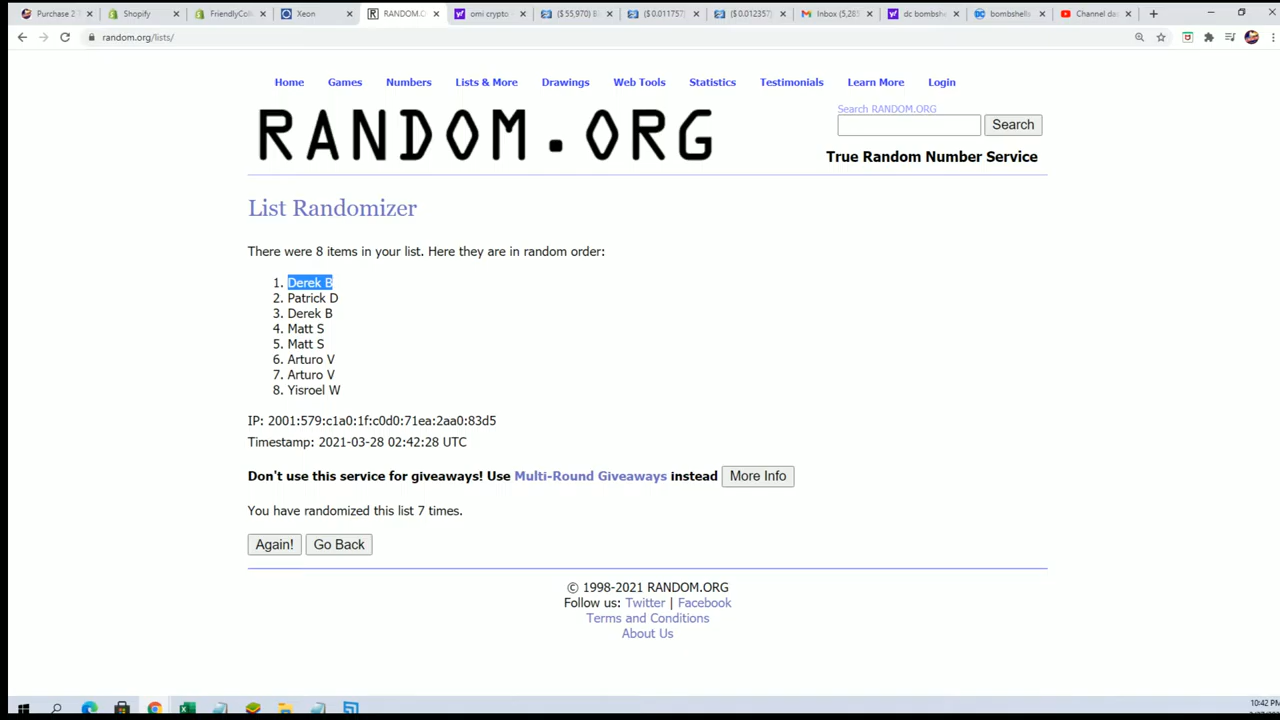 Purchase 2-T
Shopify
FriendlyColl
Xeon
RANDOM.O
omi crypto
($ 55,970) B
($ 0.011757)
($ 0.012357)
Inbox (5,28
dc bombsh
bombshells
Channel da
random.org/lists/
Home Games Numbers Lists & More Drawings Web Tools Statistics Testimonials Learn More Login
RANDOM.ORG
Search RANDOM.ORG
Search
True Random Number Service
List Randomizer
There were 8 items in your list. Here they are in random order:
1. Derek B
2. Patrick D
3. Derek B
4. Matt S
5. Matt S
6. Arturo V
7. Arturo V
8. Yisroel W
IP: 2001:579:c1a0:1f:c0d0:71ea:2aa0:83d5
Timestamp: 2021-03-28 02:42:28 UTC
Don't use this service for giveaways! Use Multi-Round Giveaways instead More Info
You have randomized this list 7 times.
Again! Go Back
© 1998-2021 RANDOM.ORG
Follow us: Twitter | Facebook
Terms and Conditions
About Us
10:42 PM